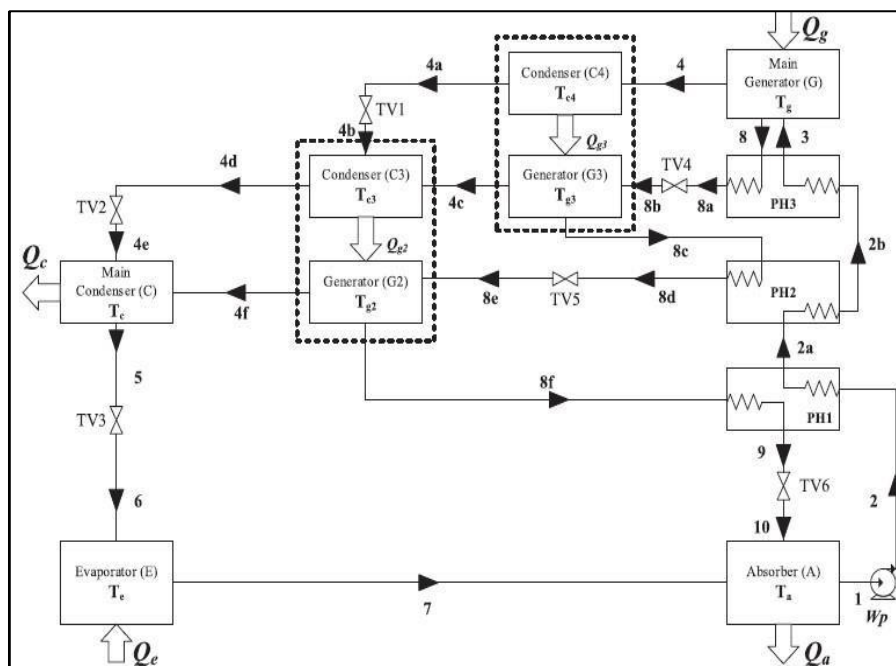 Qg
4a
4
Condenser (C4)
Tc4
Main
Generator (G)
Tg
TV1
4b
Qg3
8
3
4d
Condenser (C3)
Tc3
4c
Generator (G3)
Tg3
TV4
8b
8a
PH3
TV2
4e
Qg2
8c
2b
Qc
Main
Condenser (C)
Tc
4f
Generator (G2)
Tg2
8e
TV5
8d
PH2
2a
5
8f
TV3
PH1
9
TV6
2
6
10
Evaporator (E)
Te
7
Absorber (A)
Ta
1
Wp
Qe
Qa